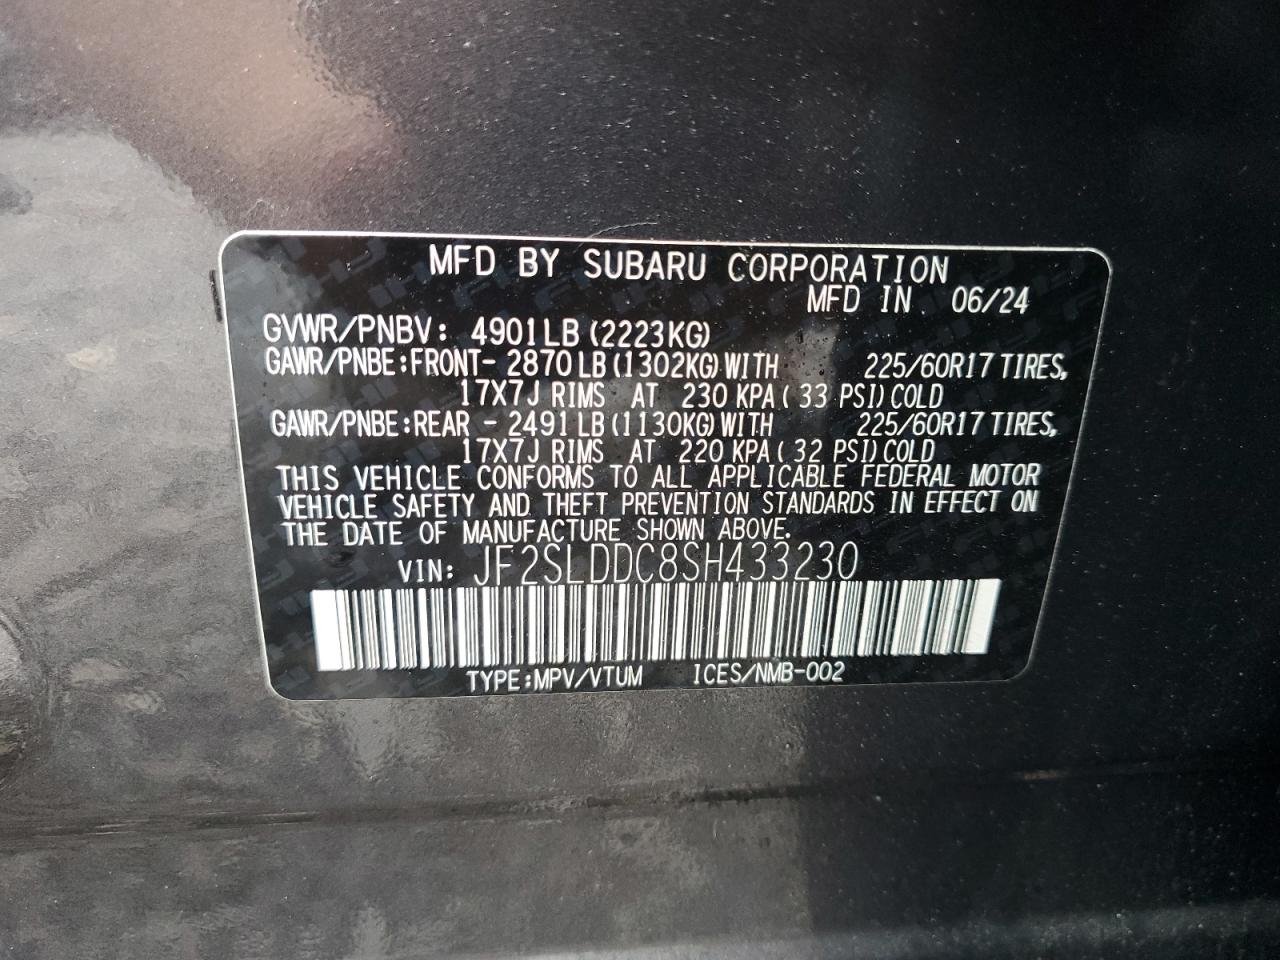 MFD BY SUBARU CORPORATION
MFD IN 06/24
GVWR/PNBV: 4901LB (2223KG)
GAWR/PNBE:FRONT- 2870LB (1302KG) WITH 225/60R17 TIRES,
17X7J RIMS AT 230 KPA ( 33 PSI) COLD
GAWR/PNBE:REAR - 2491LB (1130KG) WITH 225/60R17 TIRES,
17X7J RIMS AT 220 KPA ( 32 PSI) COLD
THIS VEHICLE CONFORMS TO ALL APPLICABLE FEDERAL MOTOR
VEHICLE SAFETY AND THEFT PREVENTION STANDARDS IN EFFECT ON
THE DATE OF MANUFACTURE SHOWN ABOVE.
VIN: JF2SLDDC8SH433230
TYPE:MPV/VTUM ICES/NMB-002